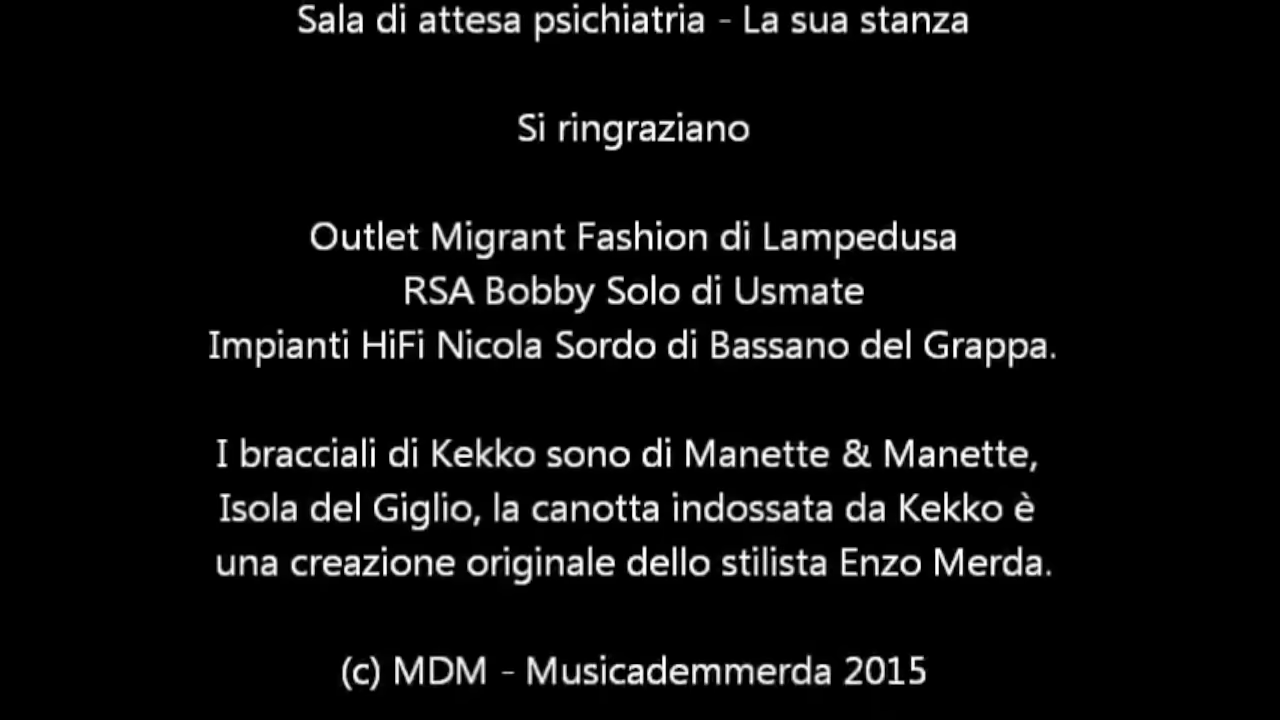 Sala di attesa psichiatria - La sua stanza
Si ringraziano
Outlet Migrant Fashion di Lampedusa
RSA Bobby Solo di Usmate
Impianti HiFi Nicola Sordo di Bassano del Grappa.
I bracciali di Kekko sono di Manette & Manette,
Isola del Giglio, la canotta indossata da Kekko è
una creazione originale dello stilista Enzo Merda.
(c) MDM - Musicademmerda 2015